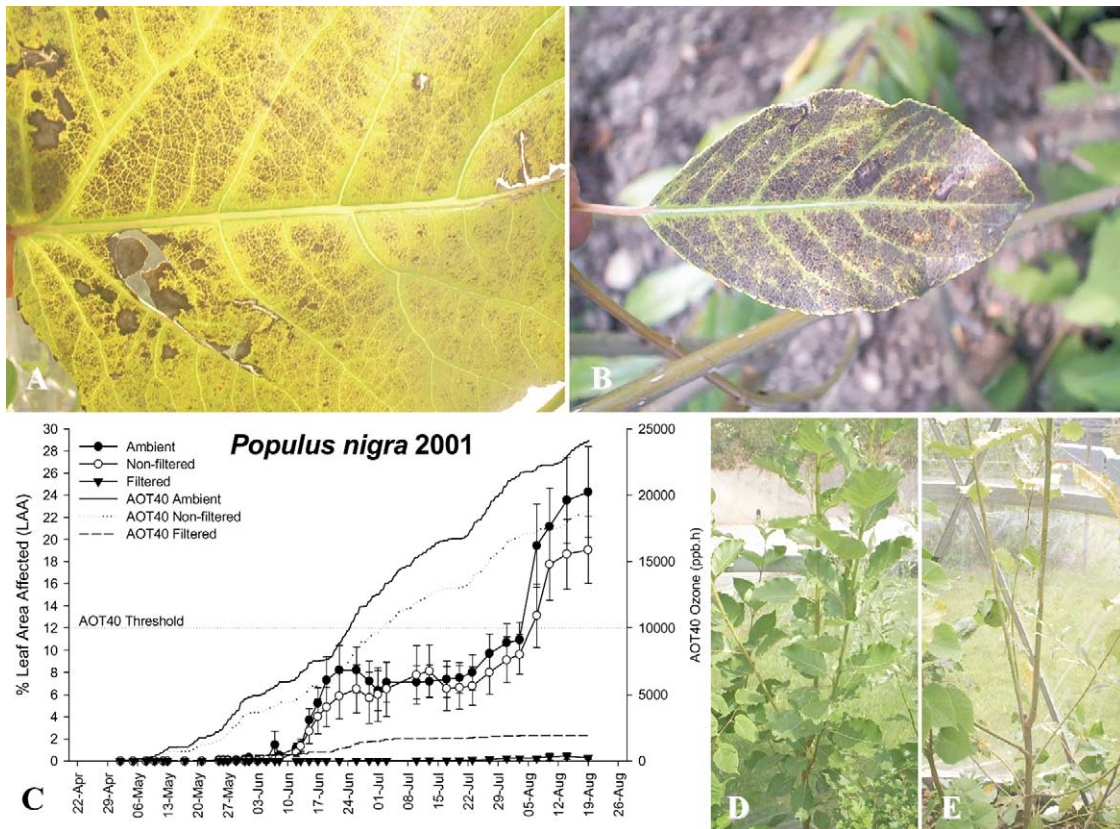 A
B
Populus nigra 2001
Ambient
Non-filtered
Filtered
AOT40 Ambient
AOT40 Non-filtered
AOT40 Filtered
AOT40 Threshold
% Leaf Area Affected (LAA)
30
28
26
24
22
20
18
16
14
12
10
8
6
4
2
0
25000
20000
15000
10000
5000
0
AOT40 Ozone (ppb.h)
22-Apr
29-Apr
06-May
13-May
20-May
27-May
03-Jun
10-Jun
17-Jun
24-Jun
01-Jul
08-Jul
15-Jul
22-Jul
29-Jul
05-Aug
12-Aug
19-Aug
26-Aug
C
D
E